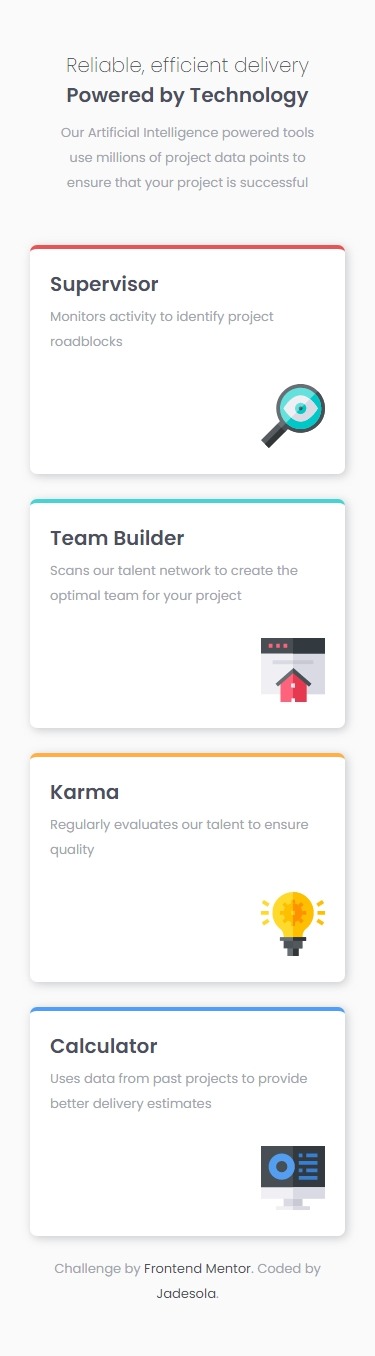 Reliable, efficient delivery
Powered by Technology
Our Artificial Intelligence powered tools
use millions of project data points to
ensure that your project is successful
Supervisor
Monitors activity to identify project
roadblocks
Team Builder
Scans our talent network to create the
optimal team for your project
Karma
Regularly evaluates our talent to ensure
quality
Calculator
Uses data from past projects to provide
better delivery estimates
Challenge by Frontend Mentor. Coded by
Jadesola.